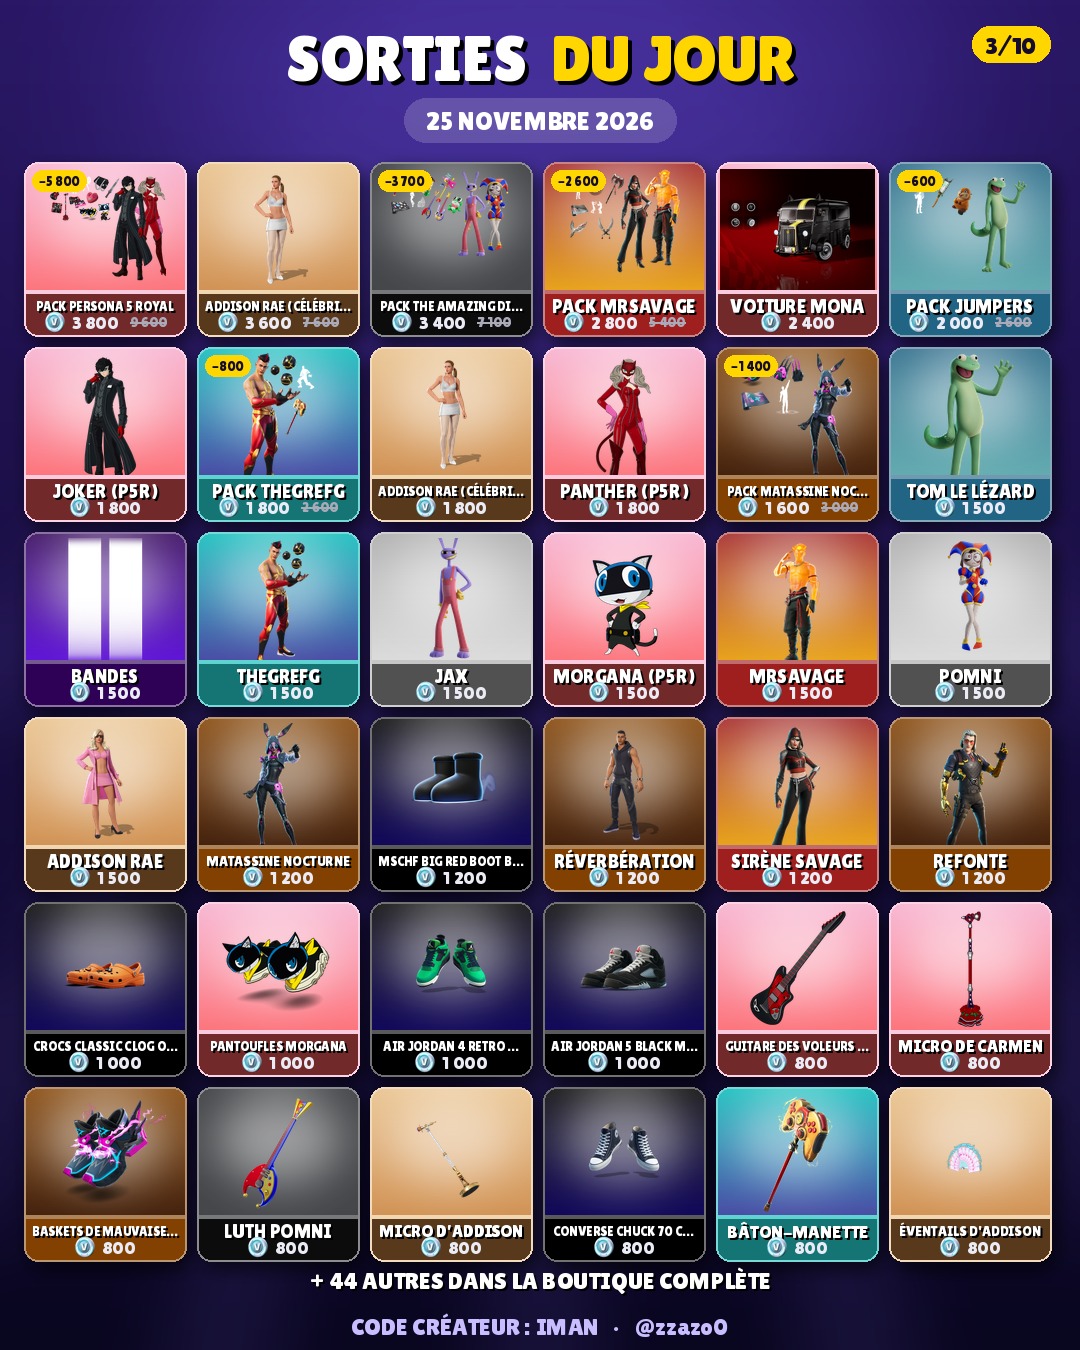 SORTIES DU JOUR
3/10
25 NOVEMBRE 2026
-5 800
-3 700
-2 600
-600
PACK PERSONA 5 ROYAL
3 800 9 600
ADDISON RAE (CÉLÉBRI...
3 600 7 600
PACK THE AMAZING DI...
3 400 7 100
PACK MRSAVAGE
2 800 5 400
VOITURE MONA
2 400
PACK JUMPERS
2 000 2 600
-800
-1 400
JOKER (P5R)
1 800
PACK THEGREFG
1 800 2 600
ADDISON RAE (CÉLÉBRI...
1 800
PANTHER (P5R)
1 800
PACK MATASSINE NOC...
1 600 3 000
TOM LE LÉZARD
1 500
BANDES
1 500
THEGREFG
1 500
JAX
1 500
MORGANA (P5R)
1 500
MRSAVAGE
1 500
POMNI
1 500
ADDISON RAE
1 500
MATASSINE NOCTURNE
1 200
MSCHF BIG RED BOOT B...
1 200
RÉVERBÉRATION
1 200
SIRÈNE SAVAGE
1 200
REFONTE
1 200
CROCS CLASSIC CLOG O...
1 000
PANTOUFLES MORGANA
1 000
AIR JORDAN 4 RETRO ...
1 000
AIR JORDAN 5 BLACK M...
1 000
GUITARE DES VOLEURS ...
800
MICRO DE CARMEN
800
BASKETS DE MAUVAISE...
800
LUTH POMNI
800
MICRO D'ADDISON
800
CONVERSE CHUCK 70 C...
800
BÂTON-MANETTE
800
ÉVENTAILS D'ADDISON
800
+ 44 AUTRES DANS LA BOUTIQUE COMPLÈTE
CODE CRÉATEUR : IMAN · @zzazo0